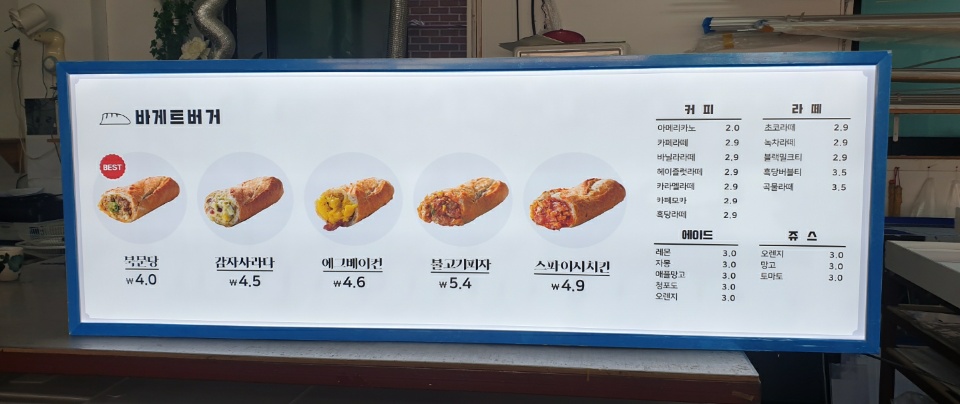 바게트버거
BEST
북문당
₩4.0
감자사라다
₩4.5
에그베이컨
₩4.6
불고기피자
₩5.4
스파이시치킨
₩4.9
커 피
아메리카노 2.0
카페라떼 2.9
바닐라라떼 2.9
헤이즐럿라떼 2.9
카라멜라떼 2.9
카페모카 2.9
흑당라떼 2.9
라 떼
초코라떼 2.9
녹차라떼 2.9
블랙밀크티 2.9
흑당버블티 3.5
곡물라떼 3.5
에이드
레몬 3.0
자몽 3.0
애플망고 3.0
청포도 3.0
오렌지 3.0
쥬 스
오렌지 3.0
망고 3.0
토마토 3.0